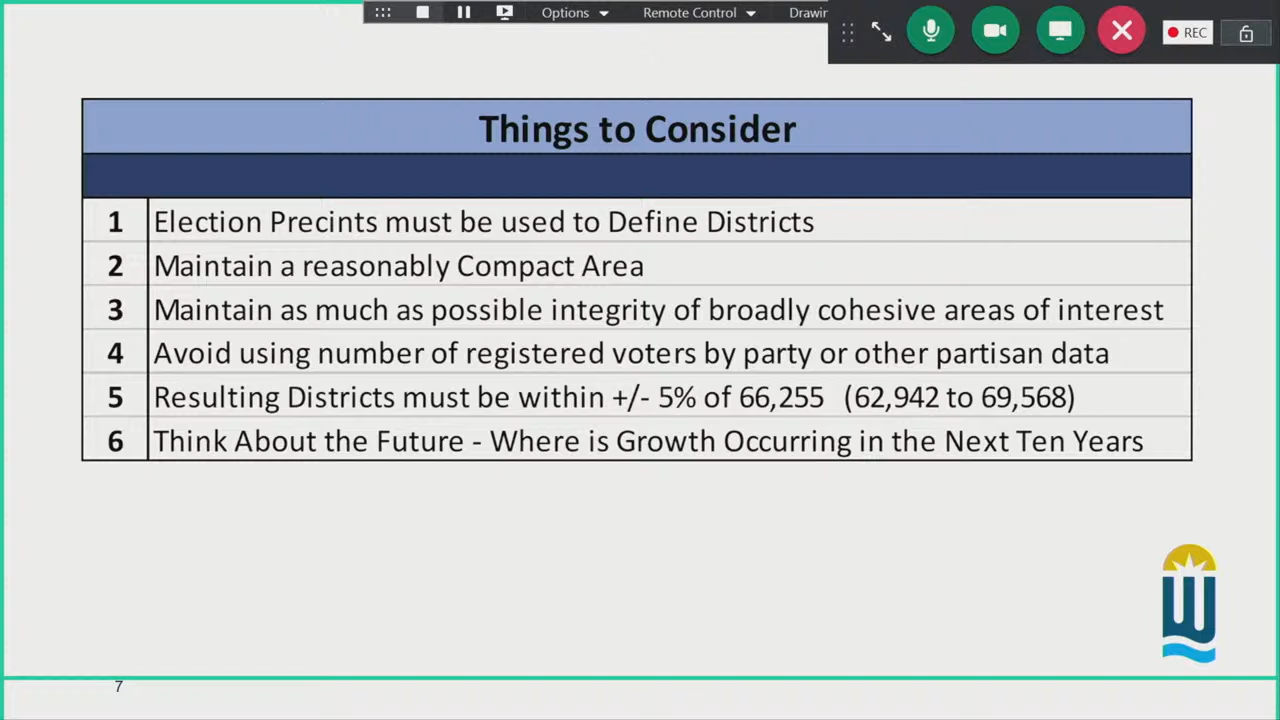 Options
Remote Control
REC
Things to Consider
1 Election Precints must be used to Define Districts
2 Maintain a reasonably Compact Area
3 Maintain as much as possible integrity of broadly cohesive areas of interest
4 Avoid using number of registered voters by party or other partisan data
5 Resulting Districts must be within +/- 5% of 66,255 (62,942 to 69,568)
6 Think About the Future - Where is Growth Occurring in the Next Ten Years
W
7